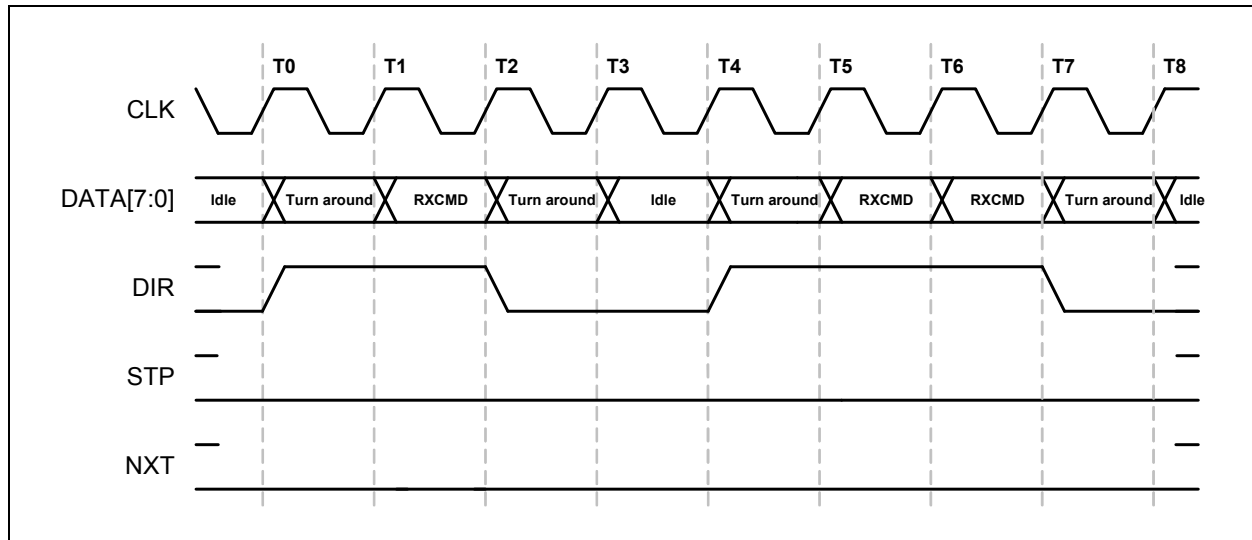 T0 T1 T2 T3 T4 T5 T6 T7 T8
CLK
DATA[7:0] Idle Turn around RXCMD Turn around Idle Turn around RXCMD RXCMD Turn around Idle
DIR
STP
NXT